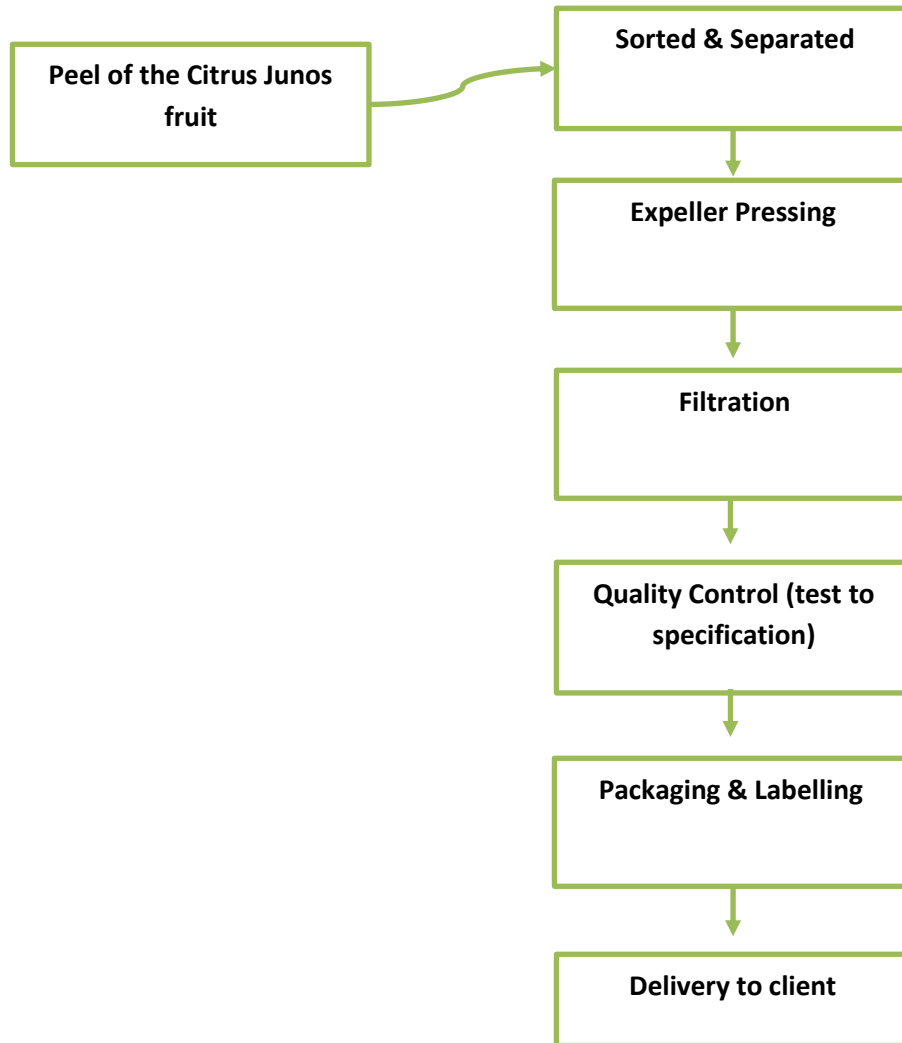 Peel of the Citrus Junos
fruit
Sorted & Separated
Expeller Pressing
Filtration
Quality Control (test to
specification)
Packaging & Labelling
Delivery to client